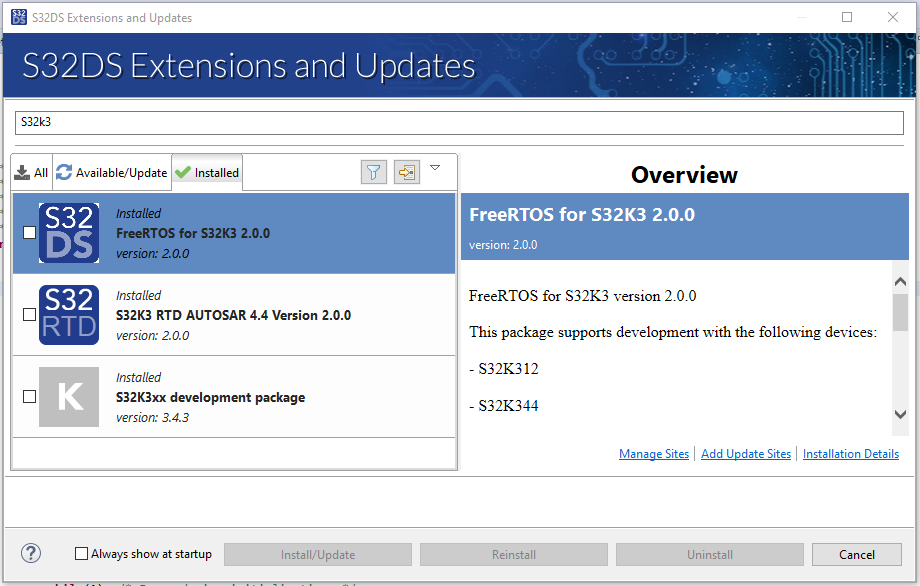 S32DS Extensions and Updates
S32DS Extensions and Updates
S32k3
All
Available/Update
Installed
S32
DS
Installed
FreeRTOS for S32K3 2.0.0
version: 2.0.0
S32
RTD
Installed
S32K3 RTD AUTOSAR 4.4 Version 2.0.0
version: 2.0.0
K
Installed
S32K3xx development package
version: 3.4.3
Overview
FreeRTOS for S32K3 2.0.0
version: 2.0.0
FreeRTOS for S32K3 version 2.0.0
This package supports development with the following devices:
- S32K312
- S32K344
Manage Sites
Add Update Sites
Installation Details
?
Always show at startup
Install/Update
Reinstall
Uninstall
Cancel